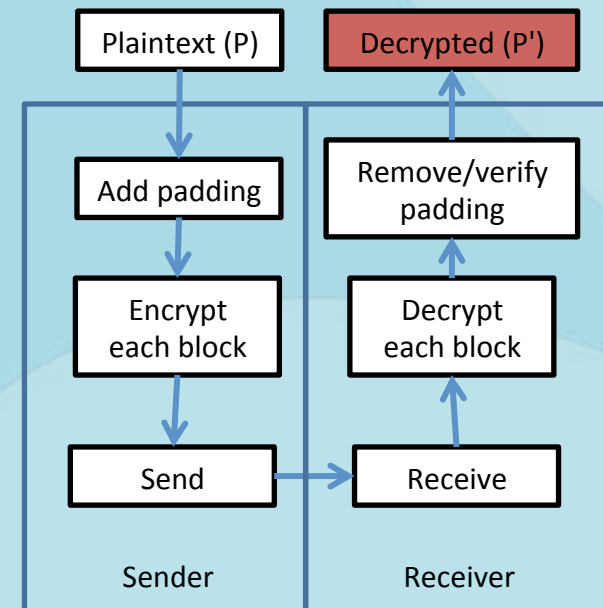 Plaintext (P)
Decrypted (P')
Add padding
Remove/verify
padding
Encrypt
each block
Decrypt
each block
Send
Receive
Sender
Receiver